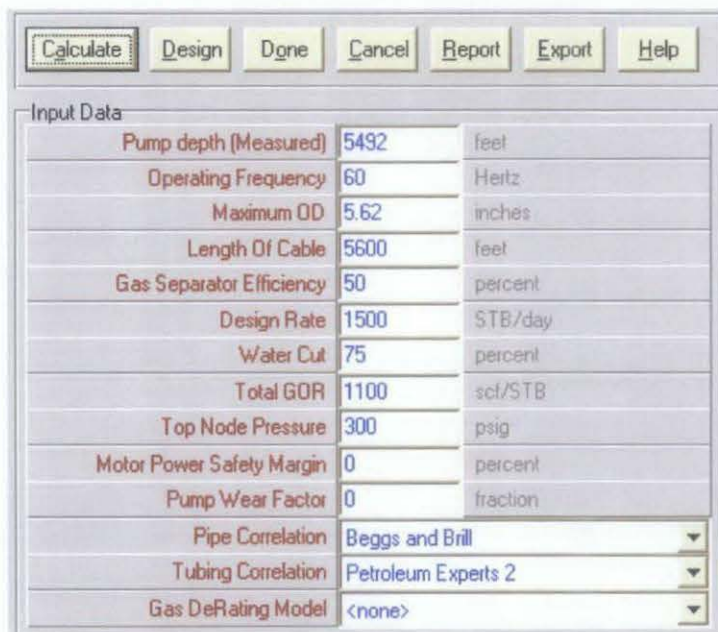 Calculate Design Done Cancel Report Export Help
Input Data
Pump depth (Measured) 5492 feet
Operating Frequency 60 Hertz
Maximum OD 5.62 inches
Length Of Cable 5600 feet
Gas Separator Efficiency 50 percent
Design Rate 1500 STB/day
Water Cut 75 percent
Total GOR 1100 scf/STB
Top Node Pressure 300 psig
Motor Power Safety Margin 0 percent
Pump Wear Factor 0 fraction
Pipe Correlation Beggs and Brill
Tubing Correlation Petroleum Experts 2
Gas DeRating Model <none>